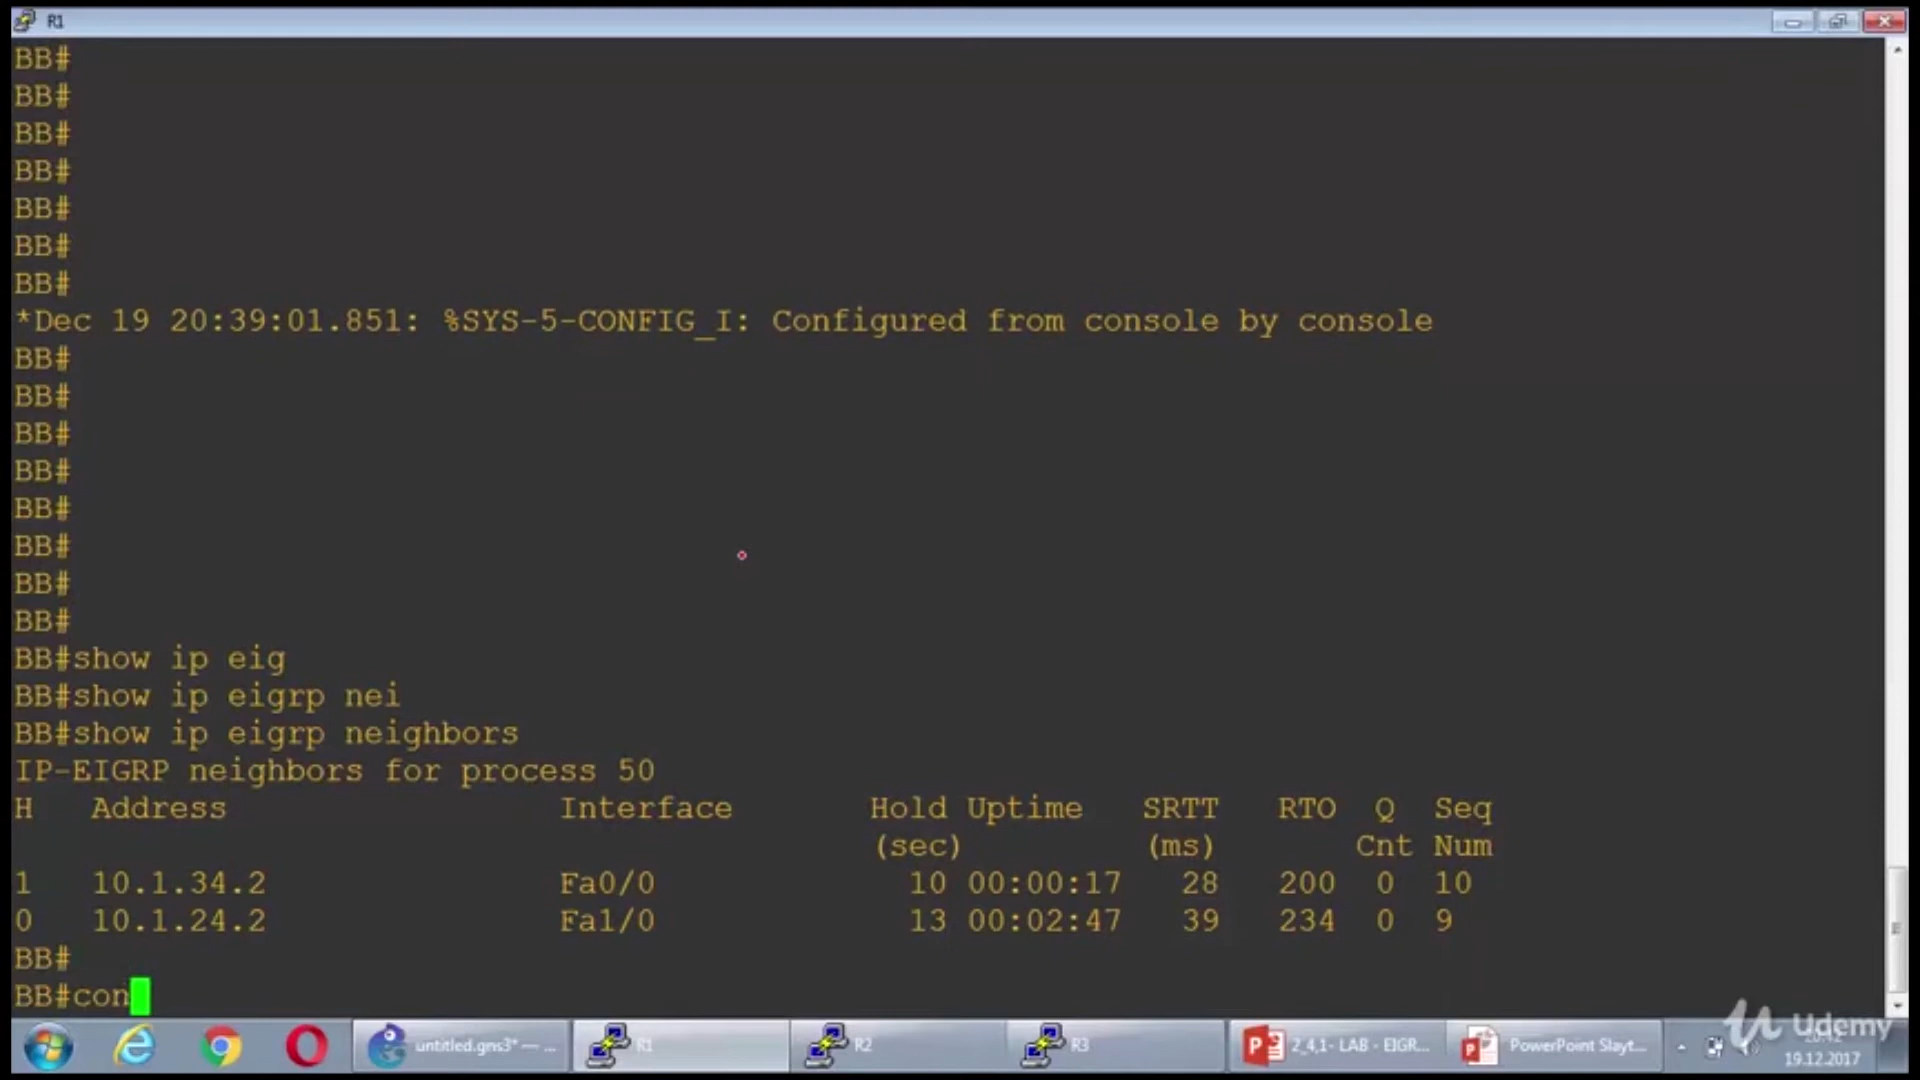 R1
BB#
BB#
BB#
BB#
BB#
BB#
BB#
*Dec 19 20:39:01.851: %SYS-5-CONFIG_I: Configured from console by console
BB#
BB#
BB#
BB#
BB#
BB#
BB#
BB#
BB#show ip eig
BB#show ip eigrp nei
BB#show ip eigrp neighbors
IP-EIGRP neighbors for process 50
H Address Interface Hold Uptime SRTT RTO Q Seq
(sec) (ms) Cnt Num
1 10.1.34.2 Fa0/0 10 00:00:17 28 200 0 10
0 10.1.24.2 Fa1/0 13 00:02:47 39 234 0 9
BB#
BB#con
untitled.gns3* — ... R1 R2 R3 2_4,1- LAB - EIGR... PowerPoint Slayt...
Udemy
19.12.2017